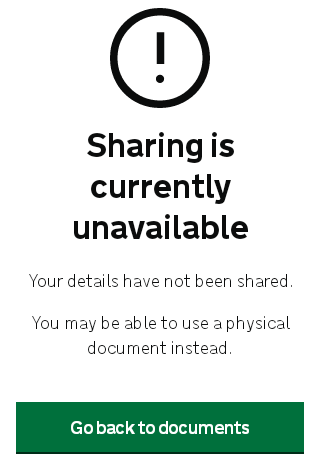 Sharing is
currently
unavailable
Your details have not been shared.
You may be able to use a physical
document instead.
Go back to documents